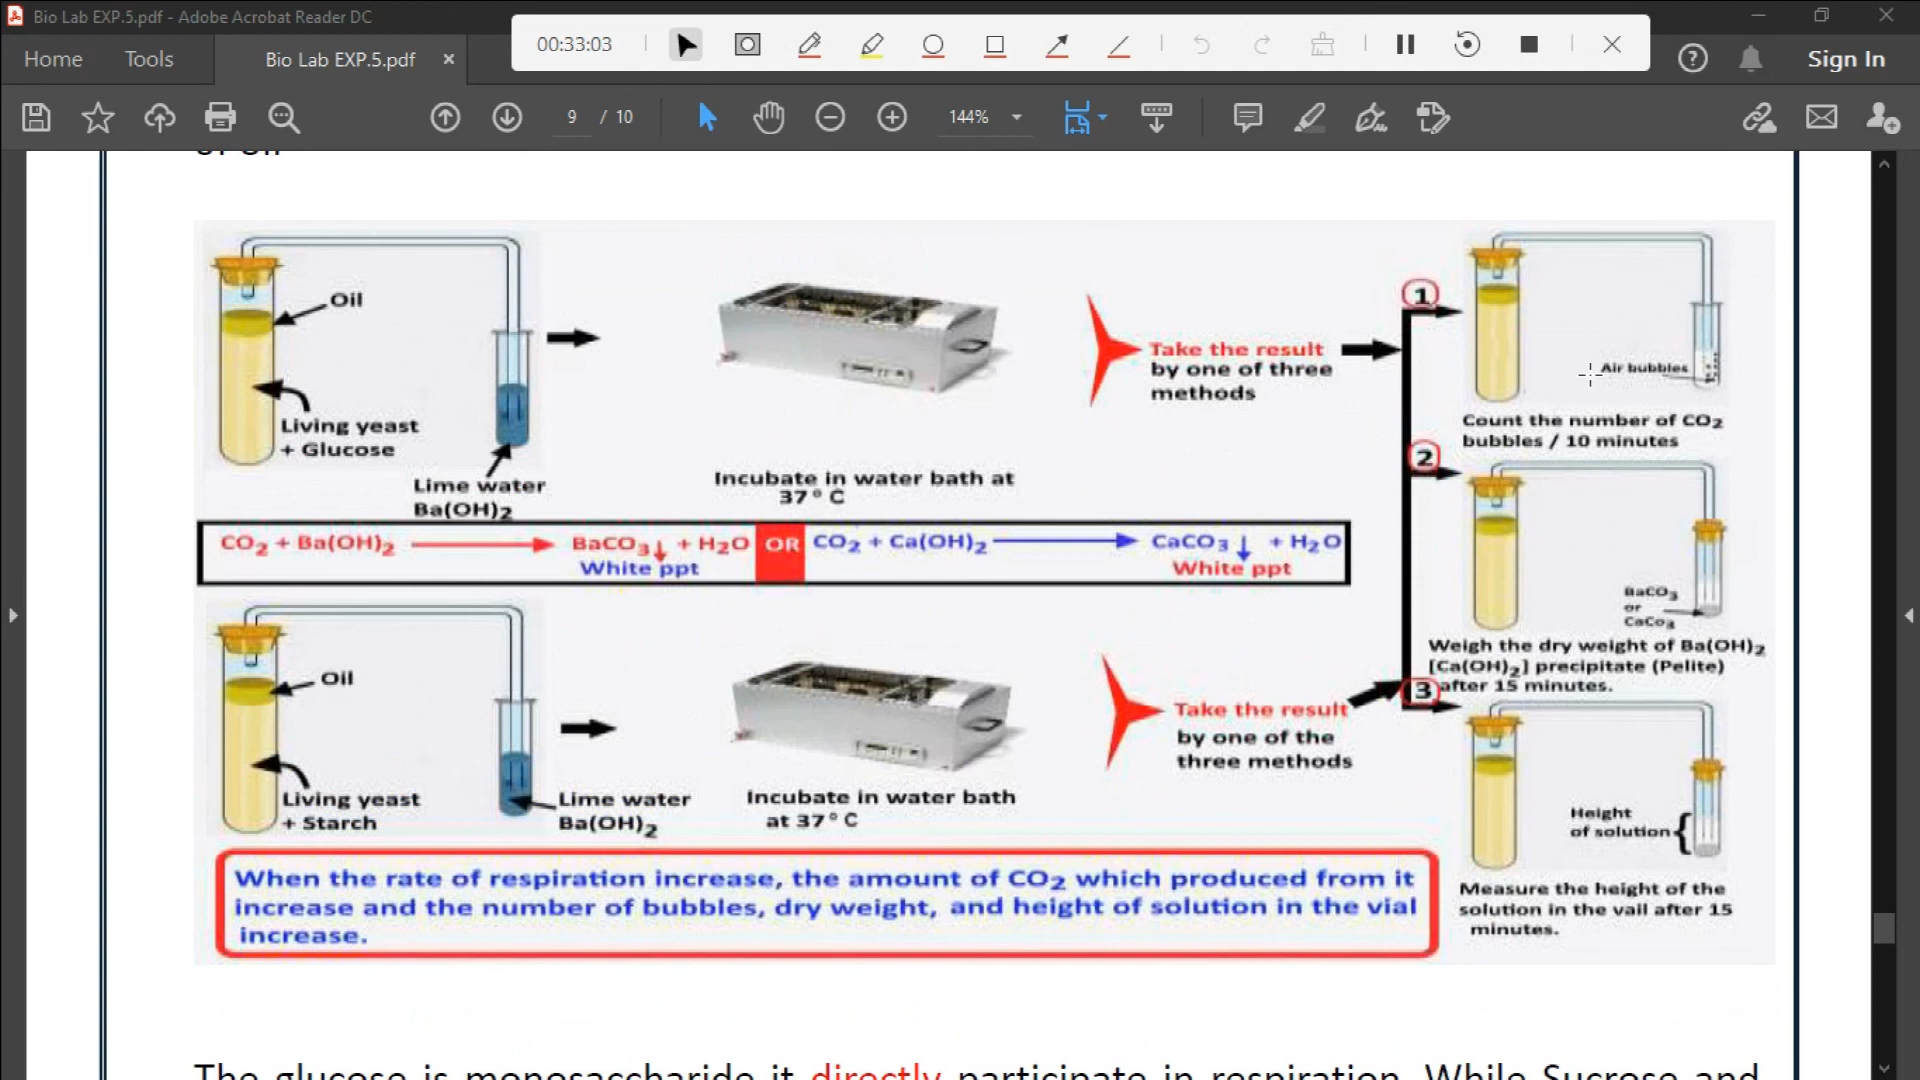 Bio Lab EXP.5.pdf - Adobe Acrobat Reader DC
00:33:03
Home
Tools
Bio Lab EXP.5.pdf
Sign In
9 / 10
144%
Oil
Living yeast
+ Glucose
Lime water
Ba(OH)2
Incubate in water bath at
37° C
Take the result
by one of three
methods
1
Air bubbles
Count the number of CO2
bubbles / 10 minutes
2
BaCO3
or
CaCo3
Weigh the dry weight of Ba(OH)2
[Ca(OH)2] precipitate (Pelite)
after 15 minutes.
CO2 + Ba(OH)2 → BaCO3↓ + H2O OR CO2 + Ca(OH)2 → CaCO3 ↓ + H2O
White ppt
White ppt
Oil
Living yeast
+ Starch
Lime water
Ba(OH)2
Incubate in water bath
at 37° C
Take the result
by one of the
three methods
3
Height
of solution
Measure the height of the
solution in the vail after 15
minutes.
When the rate of respiration increase, the amount of CO2 which produced from it
increase and the number of bubbles, dry weight, and height of solution in the vial
increase.
The glucose is monosaccharide it directly participate in respiration. While Sucrose and